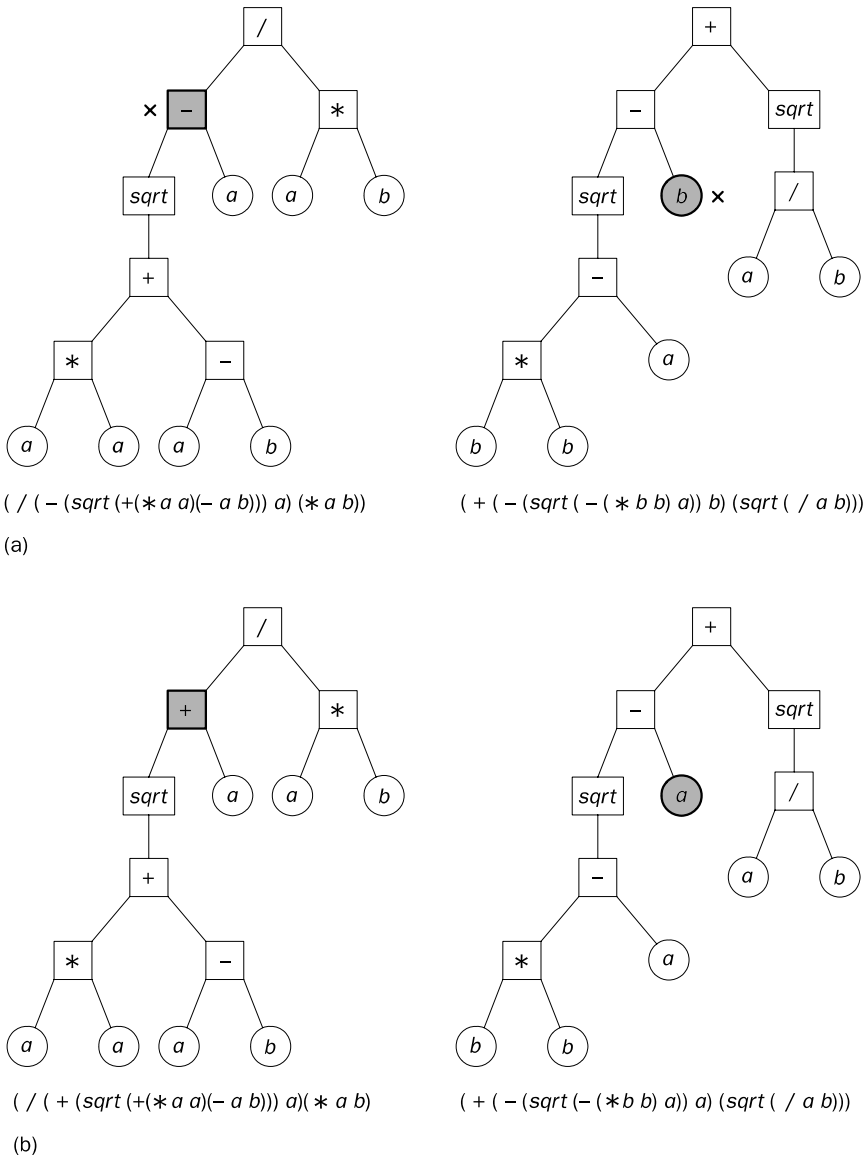 / +
× – * – sqrt
sqrt a a b sqrt b × /
+ – a b
* – * a
a a a b b b
( / ( – (sqrt (+(*a a)(– a b))) a) (* a b)) ( + ( – (sqrt ( – ( * b b) a)) b) (sqrt ( / a b)))
(a)
/ +
+ * – sqrt
sqrt a a b sqrt a /
+ – a b
* – * a
a a a b b b
( / ( + (sqrt (+(*a a)(– a b))) a)( * a b) ( + ( – (sqrt (– (*b b) a)) a) (sqrt ( / a b)))
(b)